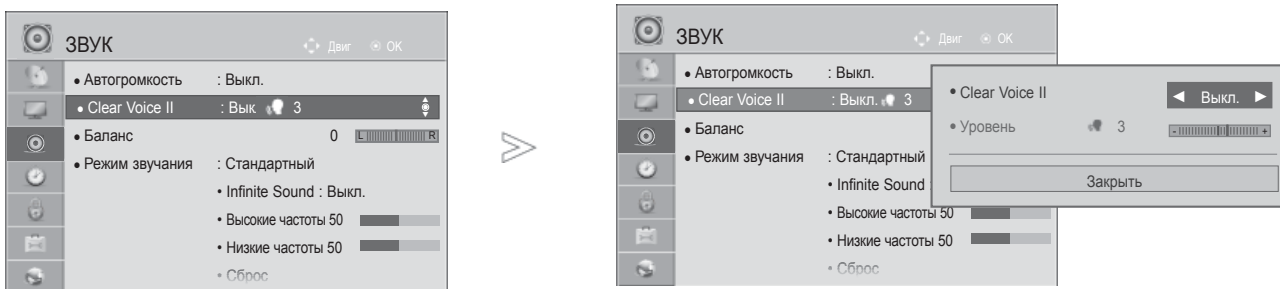 ЗВУК
Двиг ОК
• Автогромкость : Выкл.
• Clear Voice II : Вык 3
• Баланс 0 L R
• Режим звучания : Стандартный
• Infinite Sound : Выкл.
• Высокие частоты 50
• Низкие частоты 50
• Сброс
ЗВУК
Двиг ОК
• Автогромкость : Выкл.
• Clear Voice II : Выкл. 3
• Баланс
• Режим звучания : Стандартный
• Infinite Sound :
• Высокие частоты 50
• Низкие частоты 50
• Сброс
• Clear Voice II ◄ Выкл. ►
• Уровень 3 - +
Закрыть